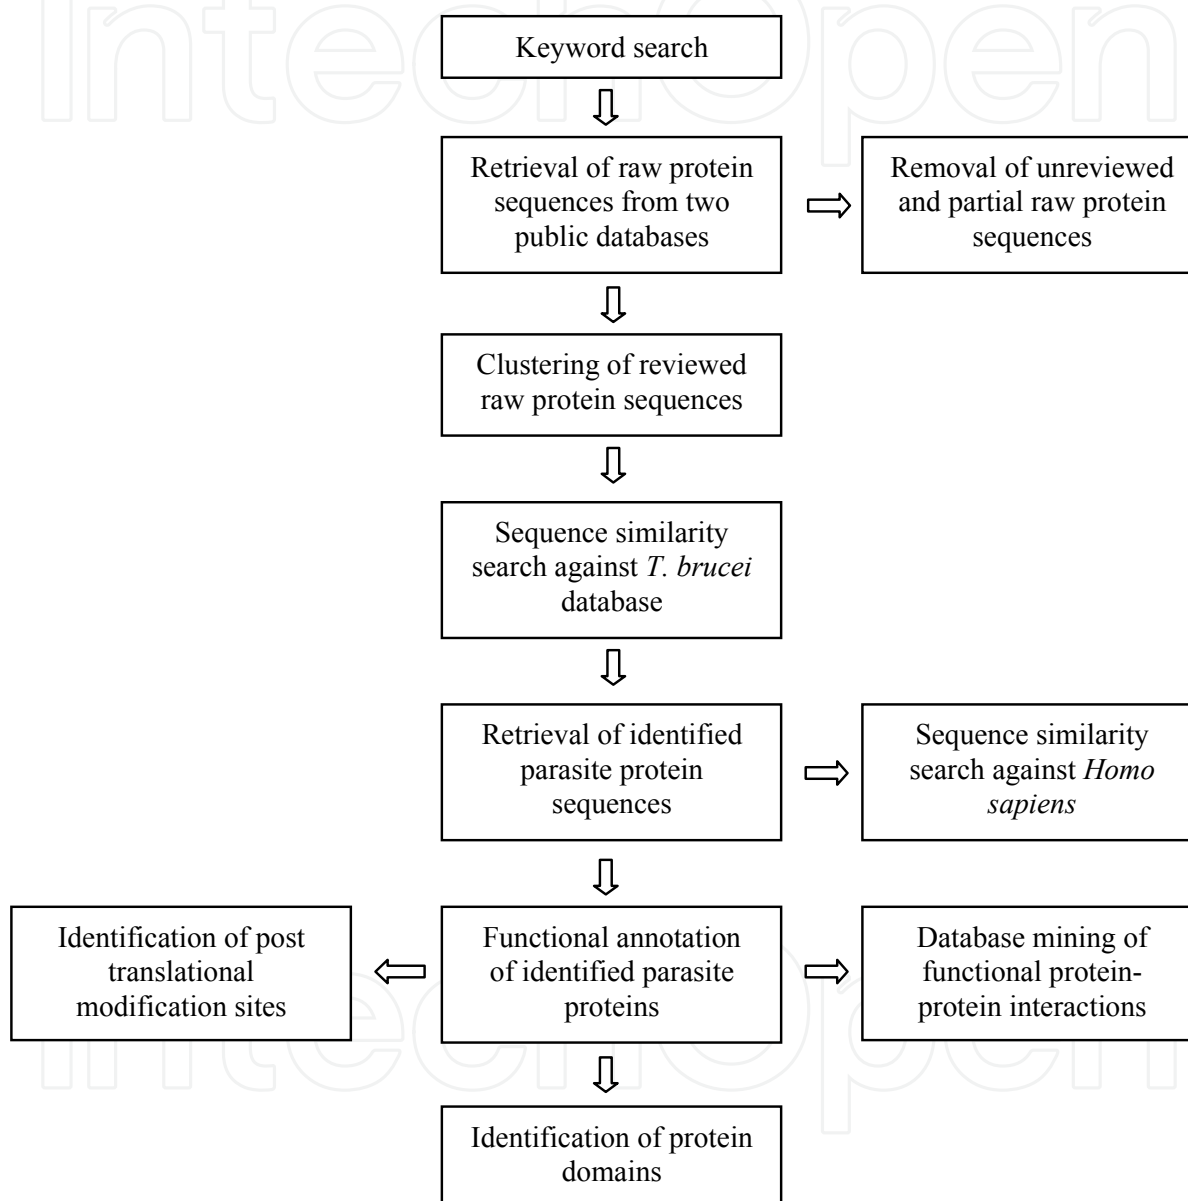 IntechOpen
Keyword search
Retrieval of raw protein
sequences from two
public databases
Removal of unreviewed
and partial raw protein
sequences
Clustering of reviewed
raw protein sequences
Sequence similarity
search against T. brucei
database
Retrieval of identified
parasite protein
sequences
Sequence similarity
search against Homo
sapiens
Identification of post
translational
modification sites
Functional annotation
of identified parasite
proteins
Database mining of
functional protein-
protein interactions
IntechOpen
Identification of protein
domains